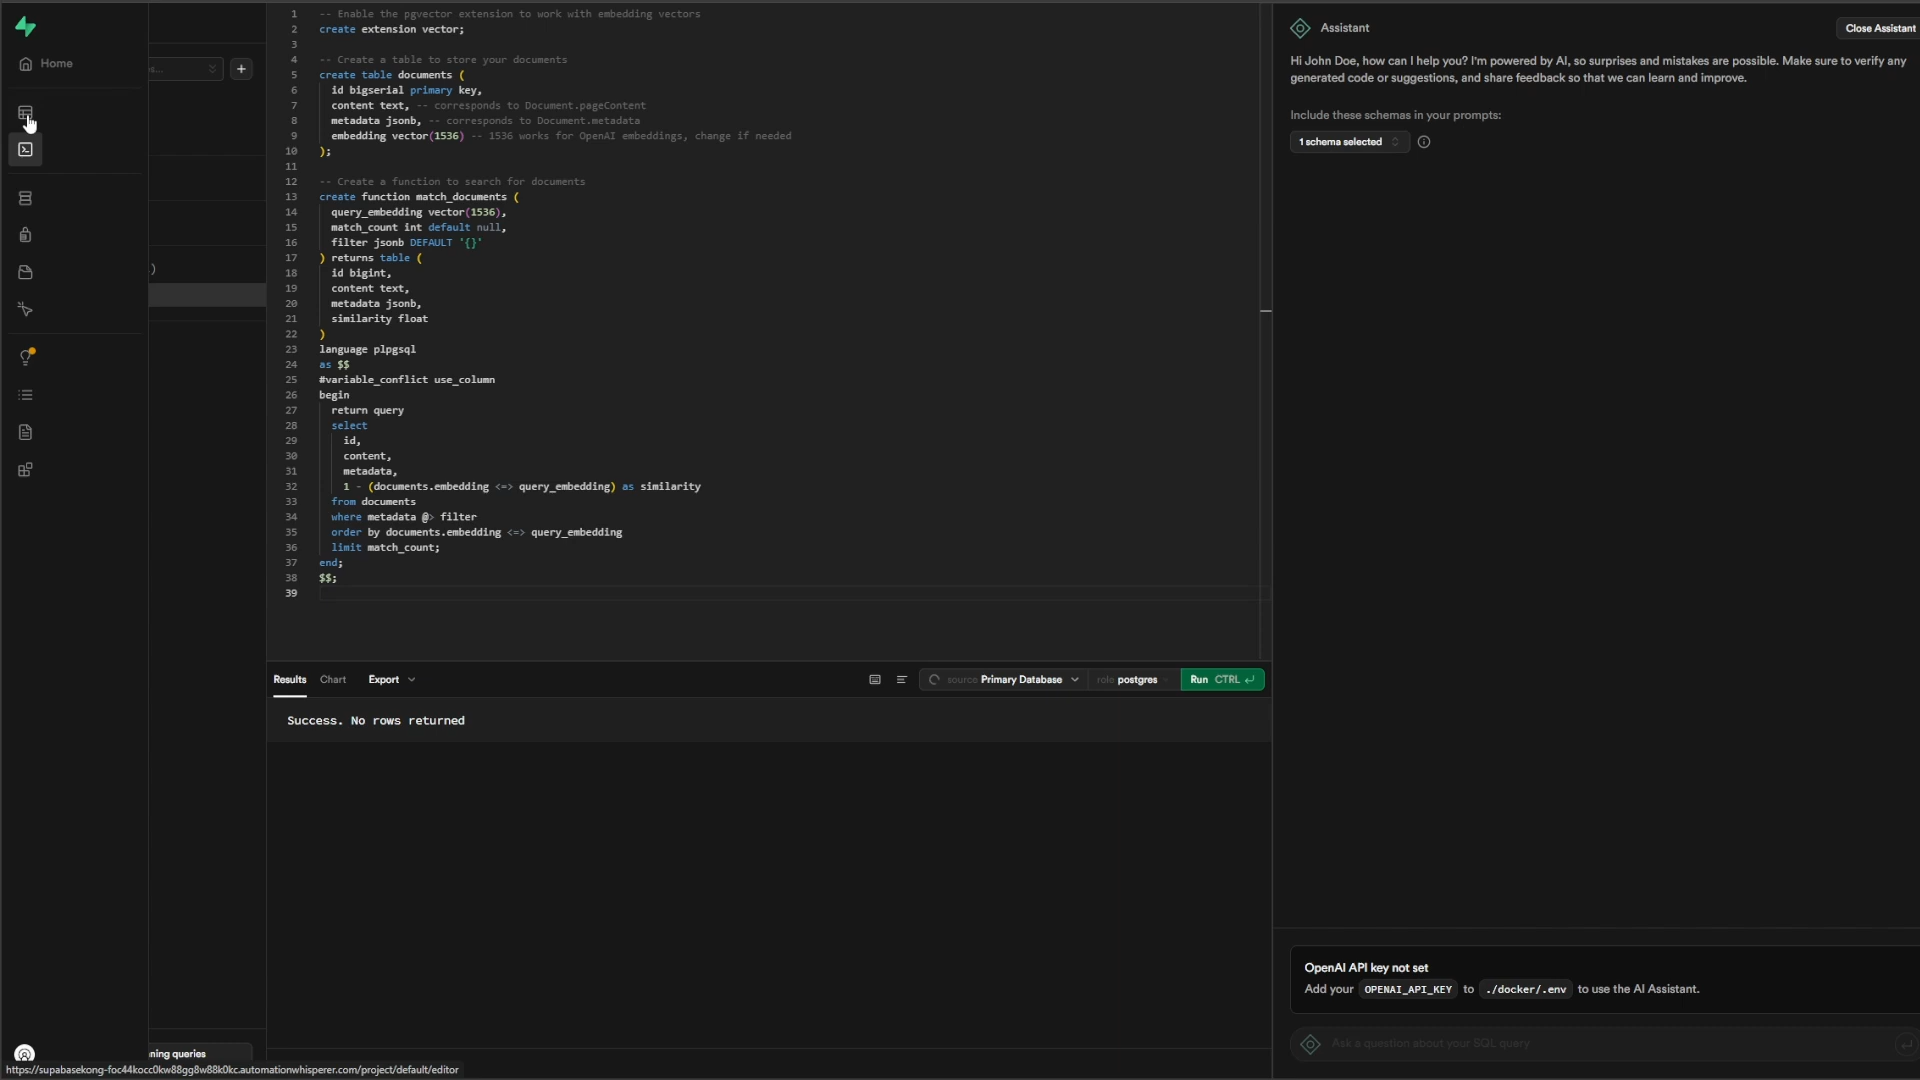 Home
1 -- Enable the pgvector extension to work with embedding vectors
2 create extension vector;
3
4 -- Create a table to store your documents
5 create table documents (
6 id bigserial primary key,
7 content text, -- corresponds to Document.pageContent
8 metadata jsonb, -- corresponds to Document.metadata
9 embedding vector(1536) -- 1536 works for OpenAI embeddings, change if needed
10 );
11
12 -- Create a function to search for documents
13 create function match_documents (
14 query_embedding vector(1536),
15 match_count int default null,
16 filter jsonb DEFAULT '{}'
17 ) returns table (
18 id bigint,
19 content text,
20 metadata jsonb,
21 similarity float
22 )
23 language plpgsql
24 as $$
25 #variable_conflict use_column
26 begin
27 return query
28 select
29 id,
30 content,
31 metadata,
32 1 - (documents.embedding <=> query_embedding) as similarity
33 from documents
34 where metadata @> filter
35 order by documents.embedding <=> query_embedding
36 limit match_count;
37 end;
38 $$;
39
Results Chart Export
source Primary Database role postgres Run CTRL ↵
Success. No rows returned
Assistant
Close Assistant
Hi John Doe, how can I help you? I'm powered by AI, so surprises and mistakes are possible. Make sure to verify any
generated code or suggestions, and share feedback so that we can learn and improve.
Include these schemas in your prompts:
1 schema selected
OpenAI API key not set
Add your OPENAI_API_KEY to ./docker/.env to use the AI Assistant.
Ask a question about your SQL query
ning queries
https://supabasekong-foc44kocc0kw88gg8w88k0kc.automationwhisperer.com/project/default/editor